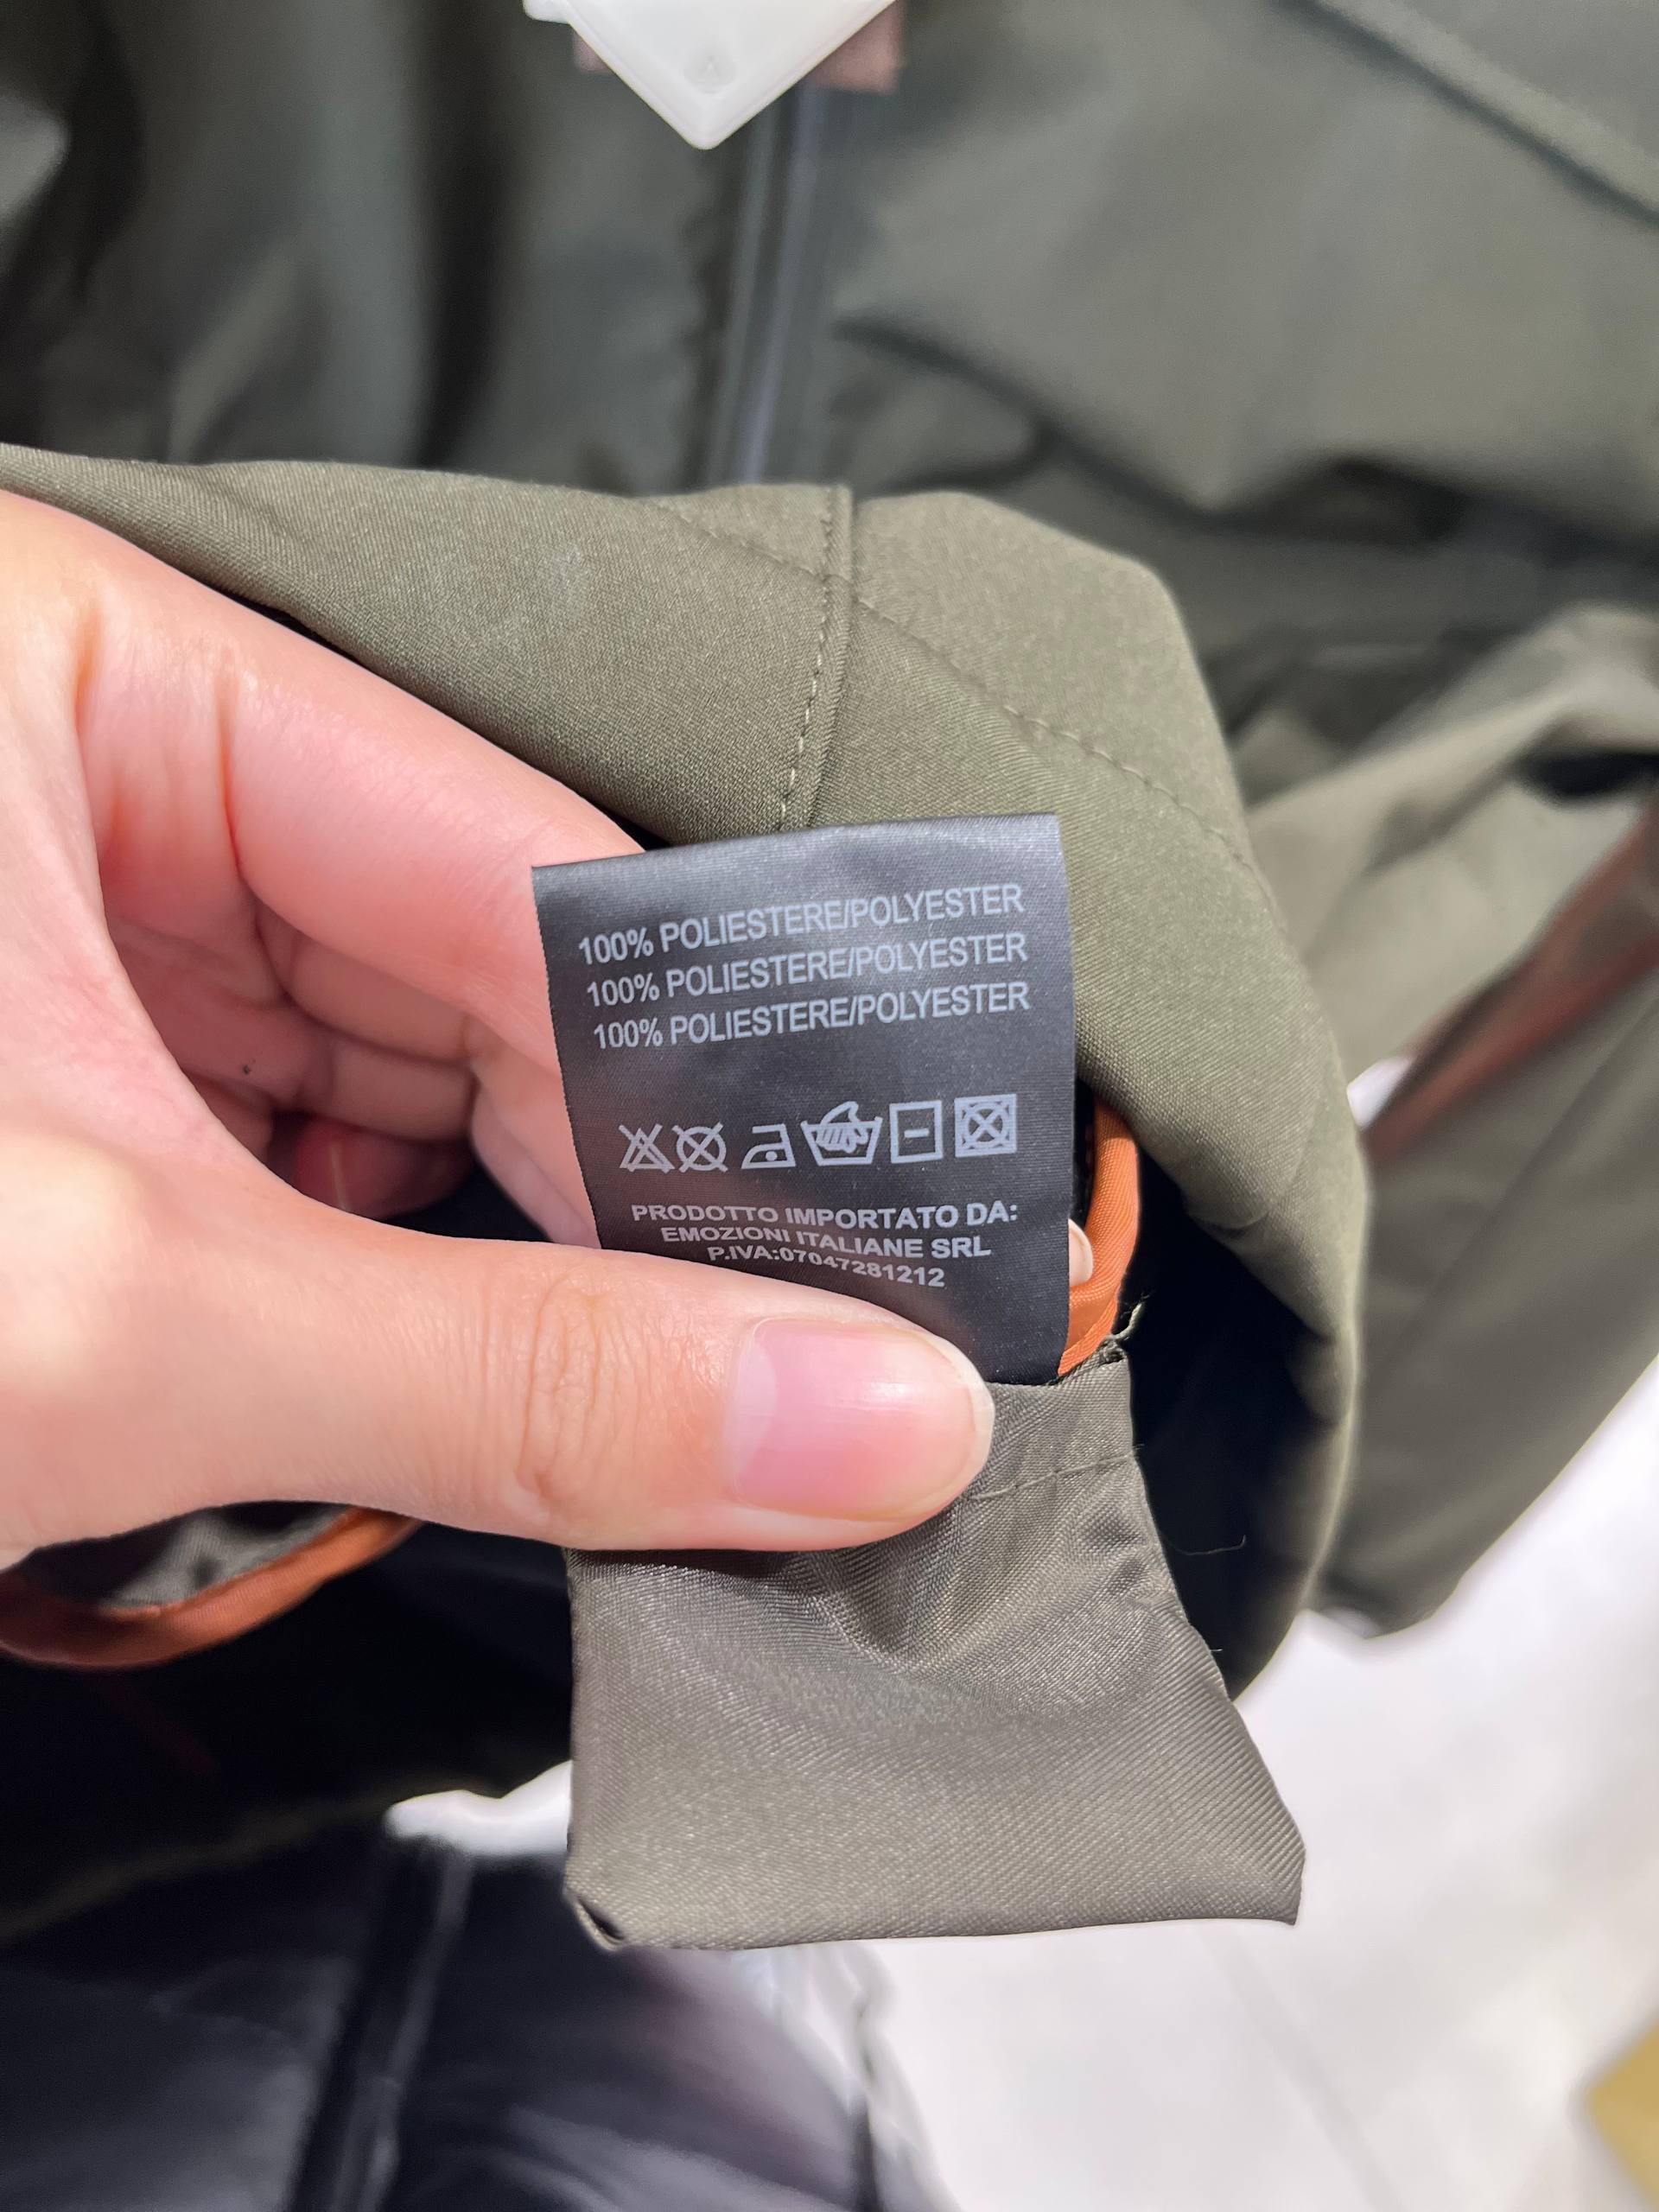 100% POLIESTERE/POLYESTER
100% POLIESTERE/POLYESTER
100% POLIESTERE/POLYESTER
PRODOTTO IMPORTATO DA:
EMOZIONI ITALIANE SRL
P.IVA:07047281212